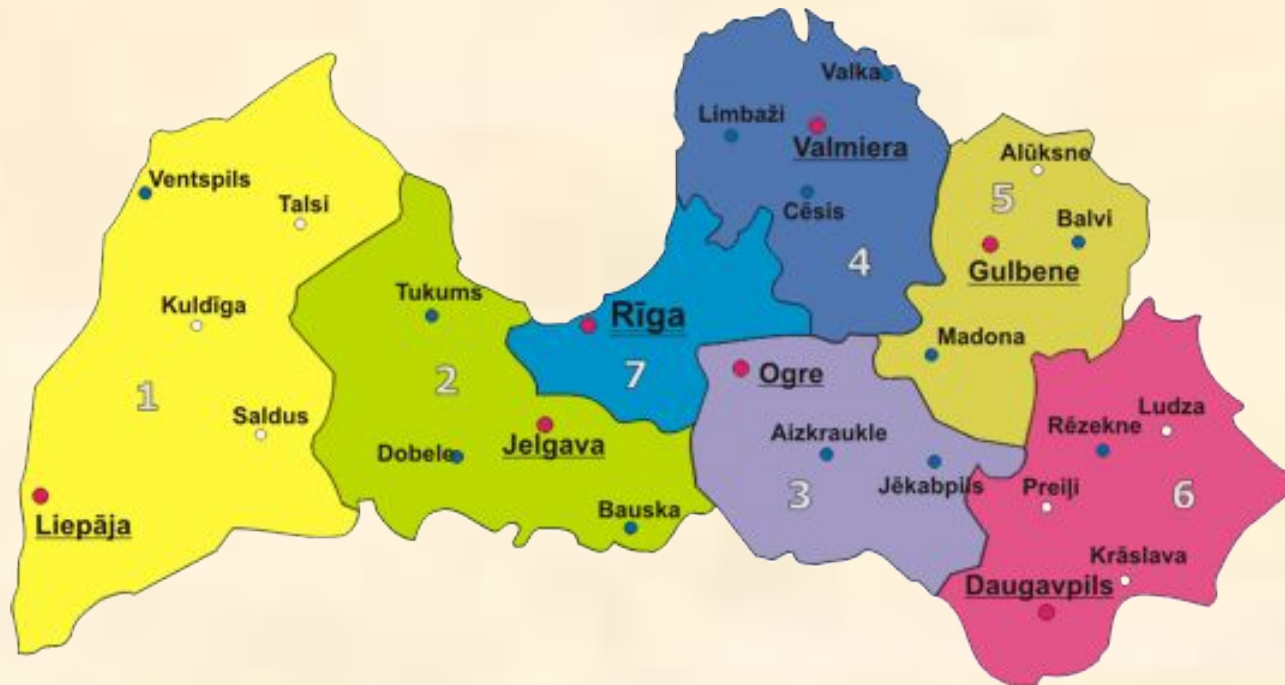 Ventspils
Talsi
Kuldīga
1
Saldus
Liepāja
Tukums
2
Dobele
Jelgava
Bauska
Rīga
7
Valka
Limbaži
Valmiera
Cēsis
4
Alūksne
5
Balvi
Gulbene
Madona
Ogre
Aizkraukle
3
Jēkabpils
Ludza
Rēzekne
Preiļi
6
Krāslava
Daugavpils